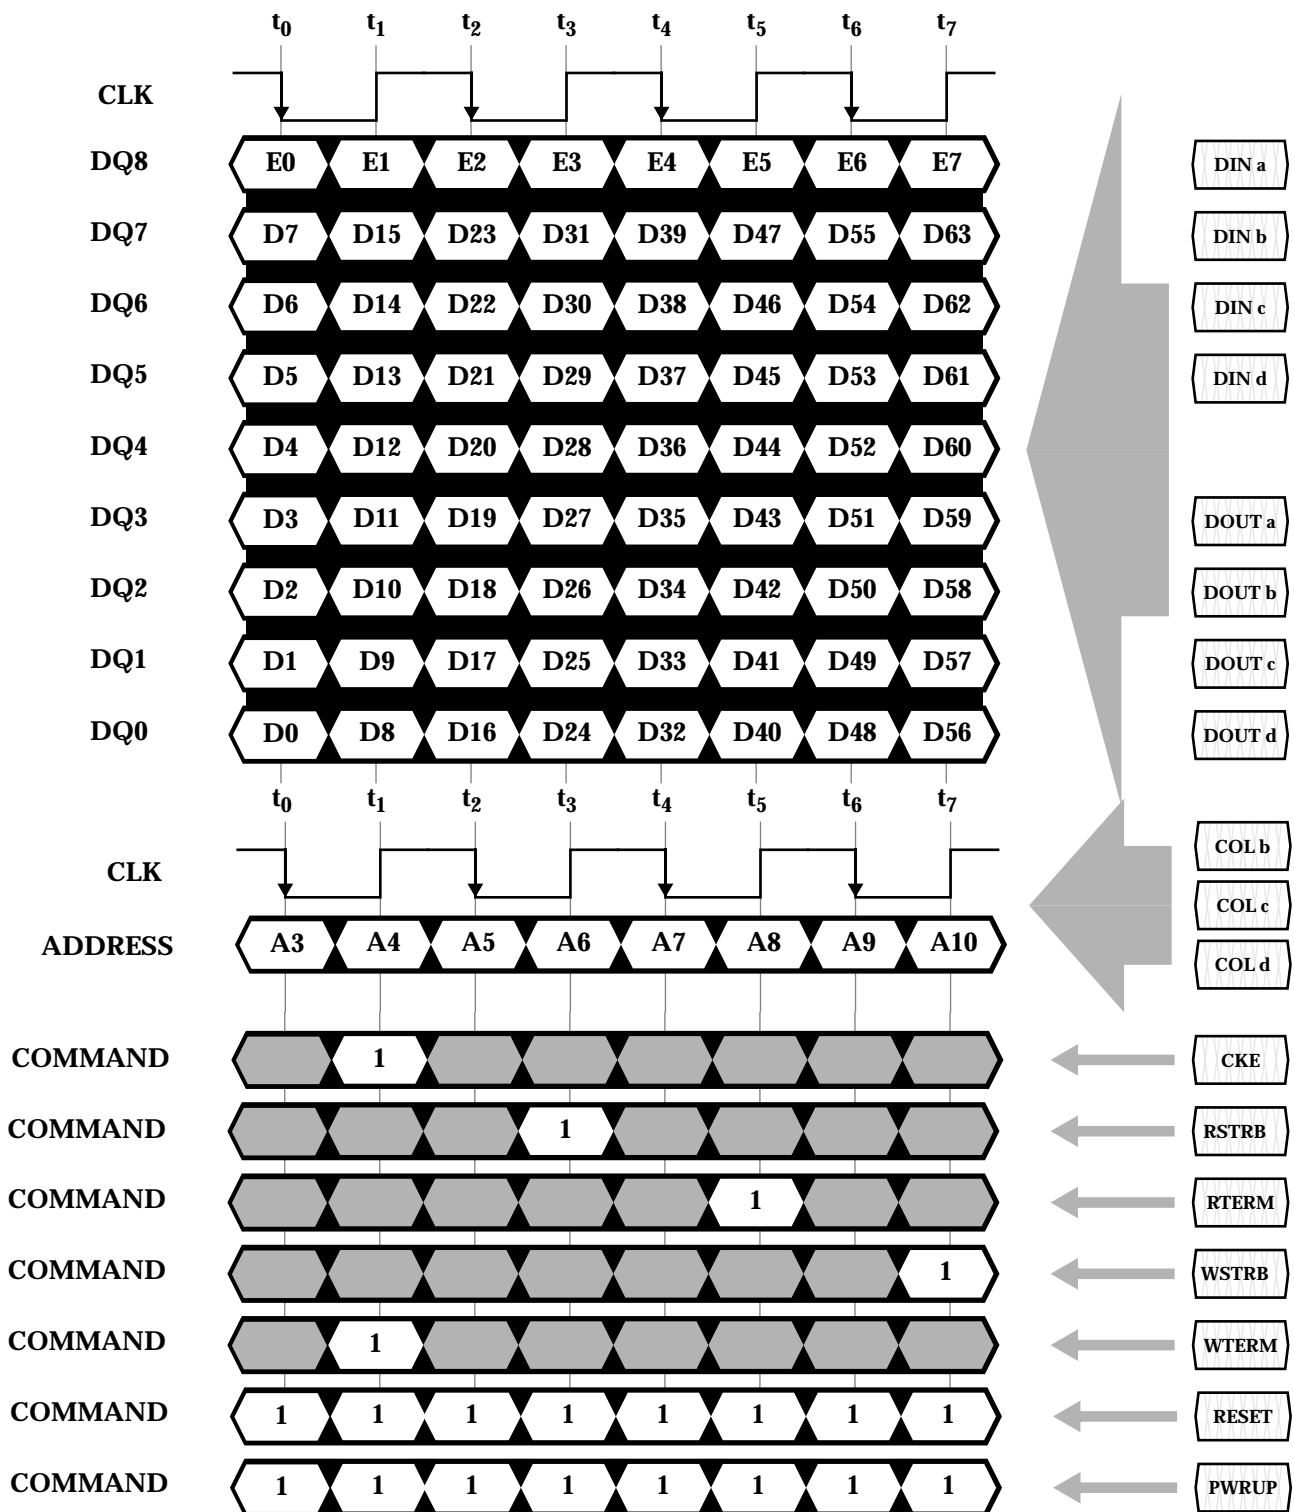 t0 t1 t2 t3 t4 t5 t6 t7
CLK
DQ8 E0 E1 E2 E3 E4 E5 E6 E7 DIN a
DQ7 D7 D15 D23 D31 D39 D47 D55 D63 DIN b
DQ6 D6 D14 D22 D30 D38 D46 D54 D62 DIN c
DQ5 D5 D13 D21 D29 D37 D45 D53 D61 DIN d
DQ4 D4 D12 D20 D28 D36 D44 D52 D60
DQ3 D3 D11 D19 D27 D35 D43 D51 D59 DOUT a
DQ2 D2 D10 D18 D26 D34 D42 D50 D58 DOUT b
DQ1 D1 D9 D17 D25 D33 D41 D49 D57 DOUT c
DQ0 D0 D8 D16 D24 D32 D40 D48 D56 DOUT d
t0 t1 t2 t3 t4 t5 t6 t7
COL b
CLK
COL c
ADDRESS A3 A4 A5 A6 A7 A8 A9 A10
COL d
COMMAND 1 CKE
COMMAND 1 RSTRB
COMMAND 1 RTERM
COMMAND 1 WSTRB
COMMAND 1 WTERM
COMMAND 1 1 1 1 1 1 1 1 RESET
COMMAND 1 1 1 1 1 1 1 1 PWRUP